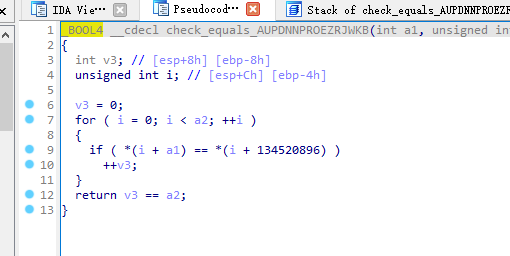 IDA Vie…
Pseudocod…
Stack of check_equals_AUPDNNPROEZRJWKB
1 _BOOL4 __cdecl check_equals_AUPDNNPROEZRJWKB(int a1, unsigned int
2 {
3 int v3; // [esp+8h] [ebp-8h]
4 unsigned int i; // [esp+Ch] [ebp-4h]
5
6 v3 = 0;
7 for ( i = 0; i < a2; ++i )
8 {
9 if ( *(i + a1) == *(i + 134520896) )
10 ++v3;
11 }
12 return v3 == a2;
13 }